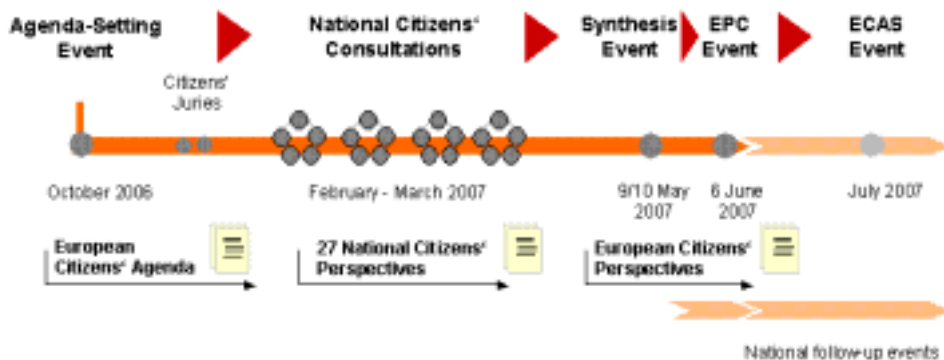 Agenda-Setting
Event
National Citizens'
Consultations
Synthesis
Event
EPC
Event
ECAS
Event
Citizens'
Juries
October 2006
February - March 2007
9/10 May
2007
6 June
2007
July 2007
European
Citizens' Agenda
27 National Citizens'
Perspectives
European Citizens'
Perspectives
National follow-up events